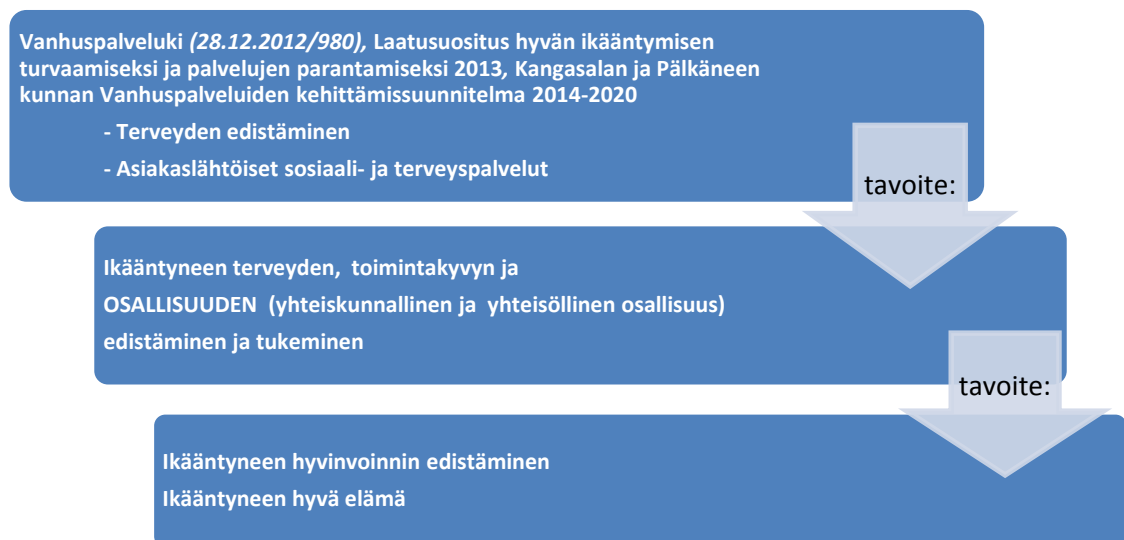 Vanhuspalveluki (28.12.2012/980), Laatusuositus hyvän ikääntymisen
turvaamiseksi ja palvelujen parantamiseksi 2013, Kangasalan ja Pälkäneen
kunnan Vanhuspalveluiden kehittämissuunnitelma 2014-2020
- Terveyden edistäminen
- Asiakaslähtöiset sosiaali- ja terveyspalvelut
tavoite:
Ikääntyneen terveyden, toimintakyvyn ja
OSALLISUUDEN (yhteiskunnallinen ja yhteisöllinen osallisuus)
edistäminen ja tukeminen
tavoite:
Ikääntyneen hyvinvoinnin edistäminen
Ikääntyneen hyvä elämä